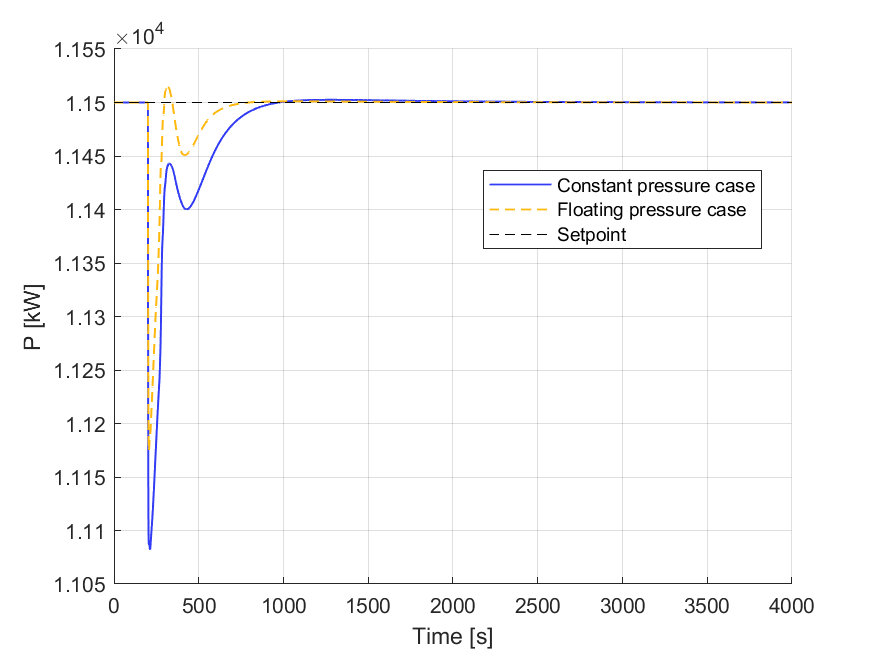 ×10⁴
1.155
1.15
1.145
1.14
1.135
1.13
1.125
1.12
1.115
1.11
1.105
P [kW]
Constant pressure case
Floating pressure case
Setpoint
0 500 1000 1500 2000 2500 3000 3500 4000
Time [s]